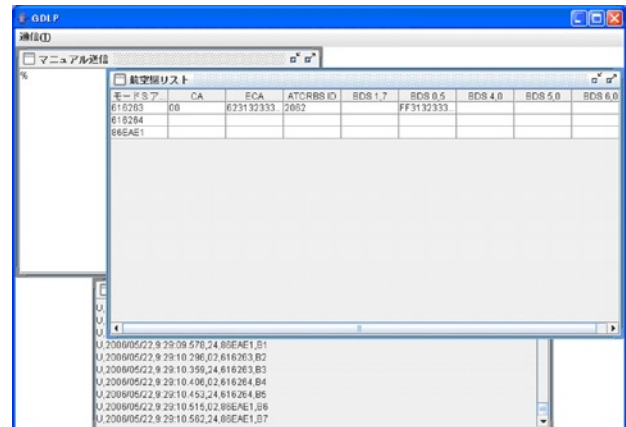 GDLP
通信(I)
マニュアル送信
%
航空機リスト
モードSア... CA ECA ATCRBS ID BDS 1,7 BDS 0,5 BDS 4,0 BDS 5,0 BDS 6,0
616263 00 623132333... 2062 FF3132333...
616264
86EAE1
U,
U,
U,
U,2006/05/22,9:29:09.578,24,86EAE1,B1
U,2006/05/22,9:29:10.296,02,616263,B2
U,2006/05/22,9:29:10.359,24,616263,B3
U,2006/05/22,9:29:10.406,02,616264,B4
U,2006/05/22,9:29:10.453,24,616264,B5
U,2006/05/22,9:29:10.515,02,86EAE1,B6
U,2006/05/22,9:29:10.562,24,86EAE1,B7